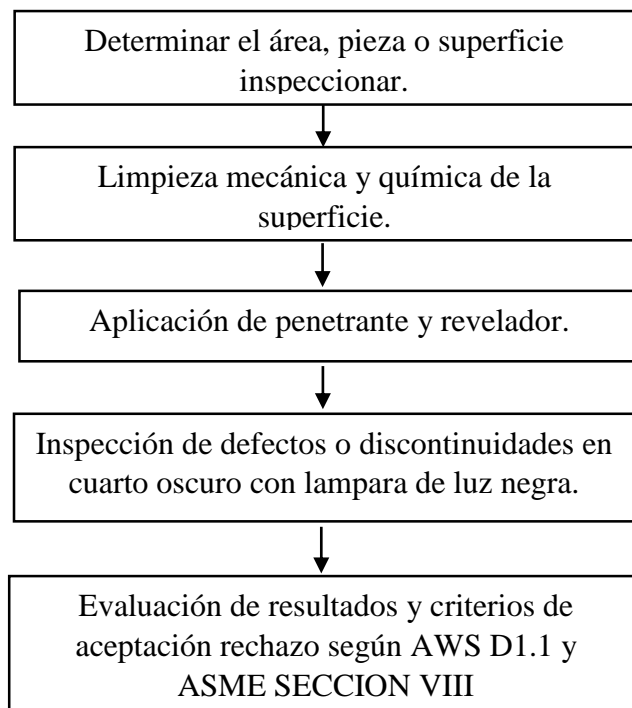 Determinar el área, pieza o superficie
inspeccionar.
Limpieza mecánica y química de la
superficie.
Aplicación de penetrante y revelador.
Inspección de defectos o discontinuidades en
cuarto oscuro con lampara de luz negra.
Evaluación de resultados y criterios de
aceptación rechazo según AWS D1.1 y
ASME SECCION VIII